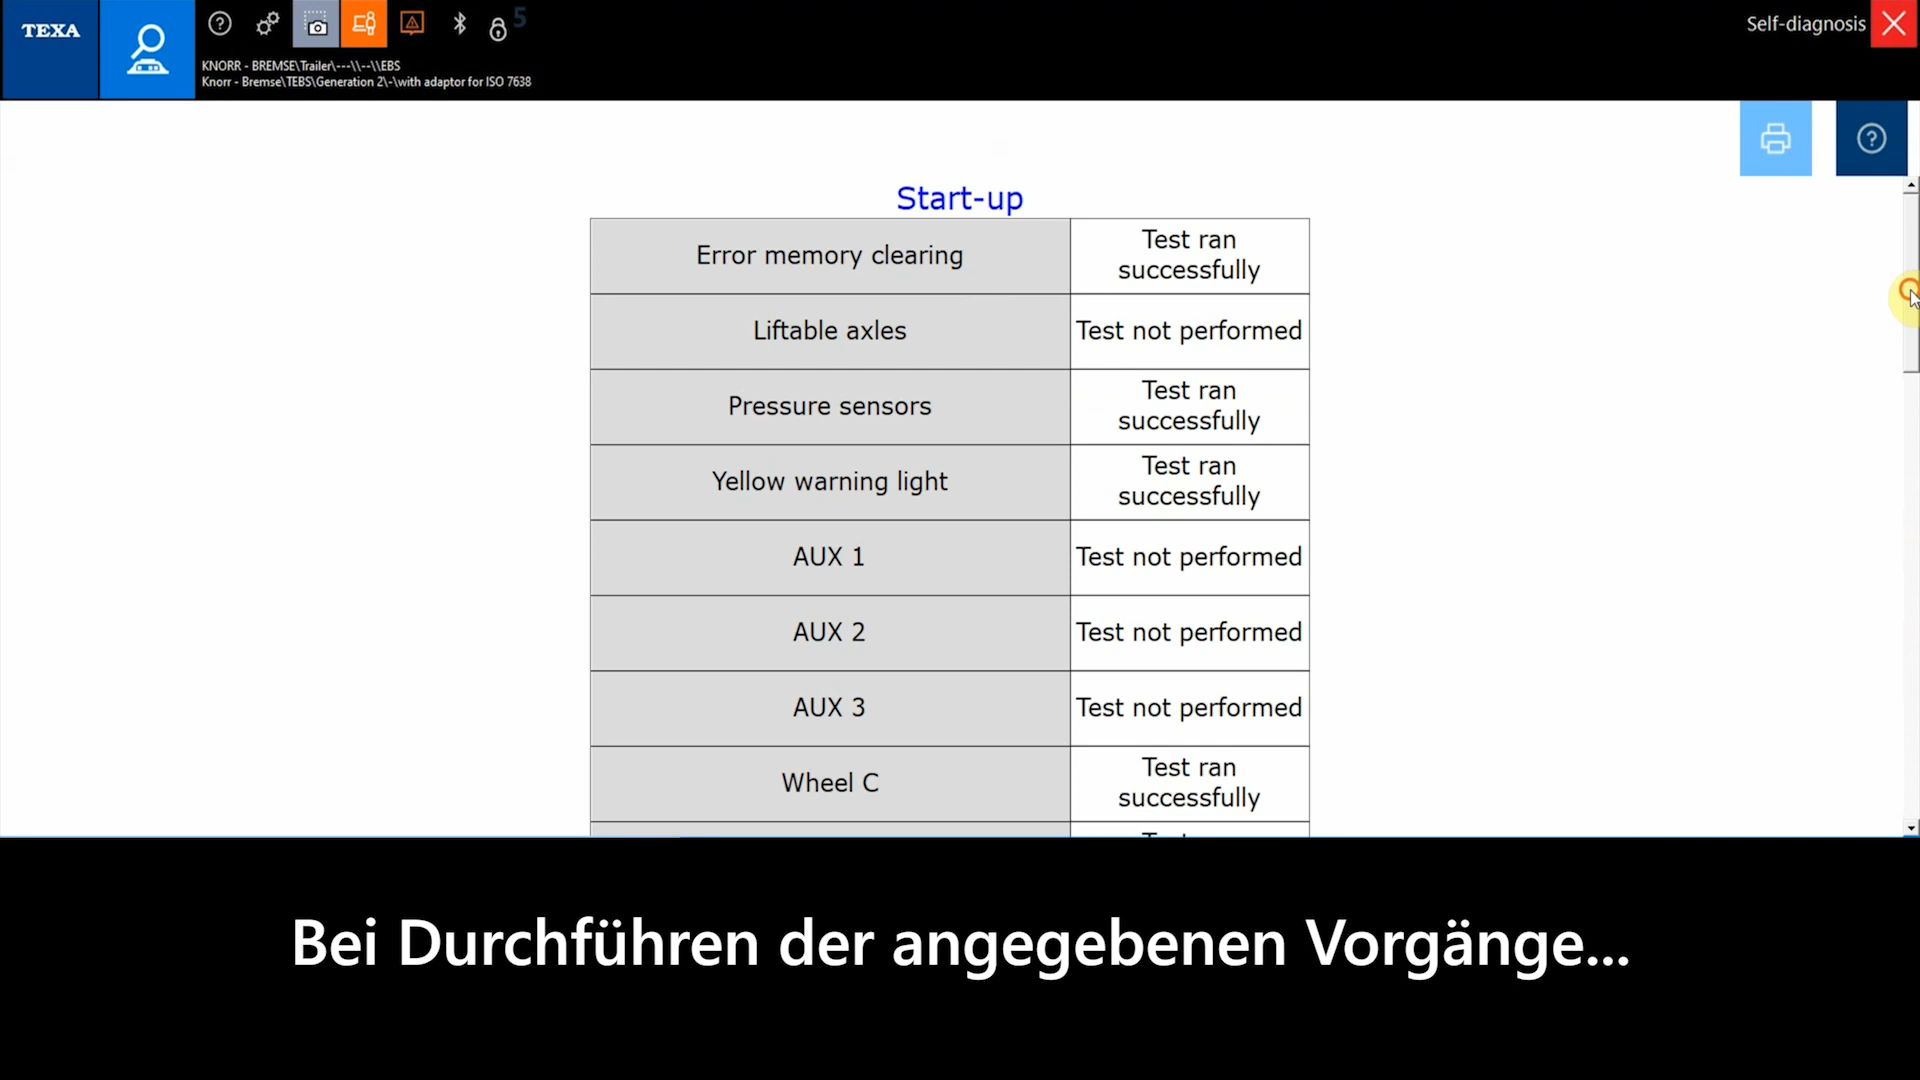 TEXA
5
Self-diagnosis
KNORR - BREMSE\Trailer\---\\--\\EBS
Knorr - Bremse\TEBS\Generation 2\-\with adaptor for ISO 7638
Start-up
Error memory clearing
Test ran
successfully
Liftable axles
Test not performed
Pressure sensors
Test ran
successfully
Yellow warning light
Test ran
successfully
AUX 1
Test not performed
AUX 2
Test not performed
AUX 3
Test not performed
Wheel C
Test ran
successfully
Bei Durchführen der angegebenen Vorgänge...